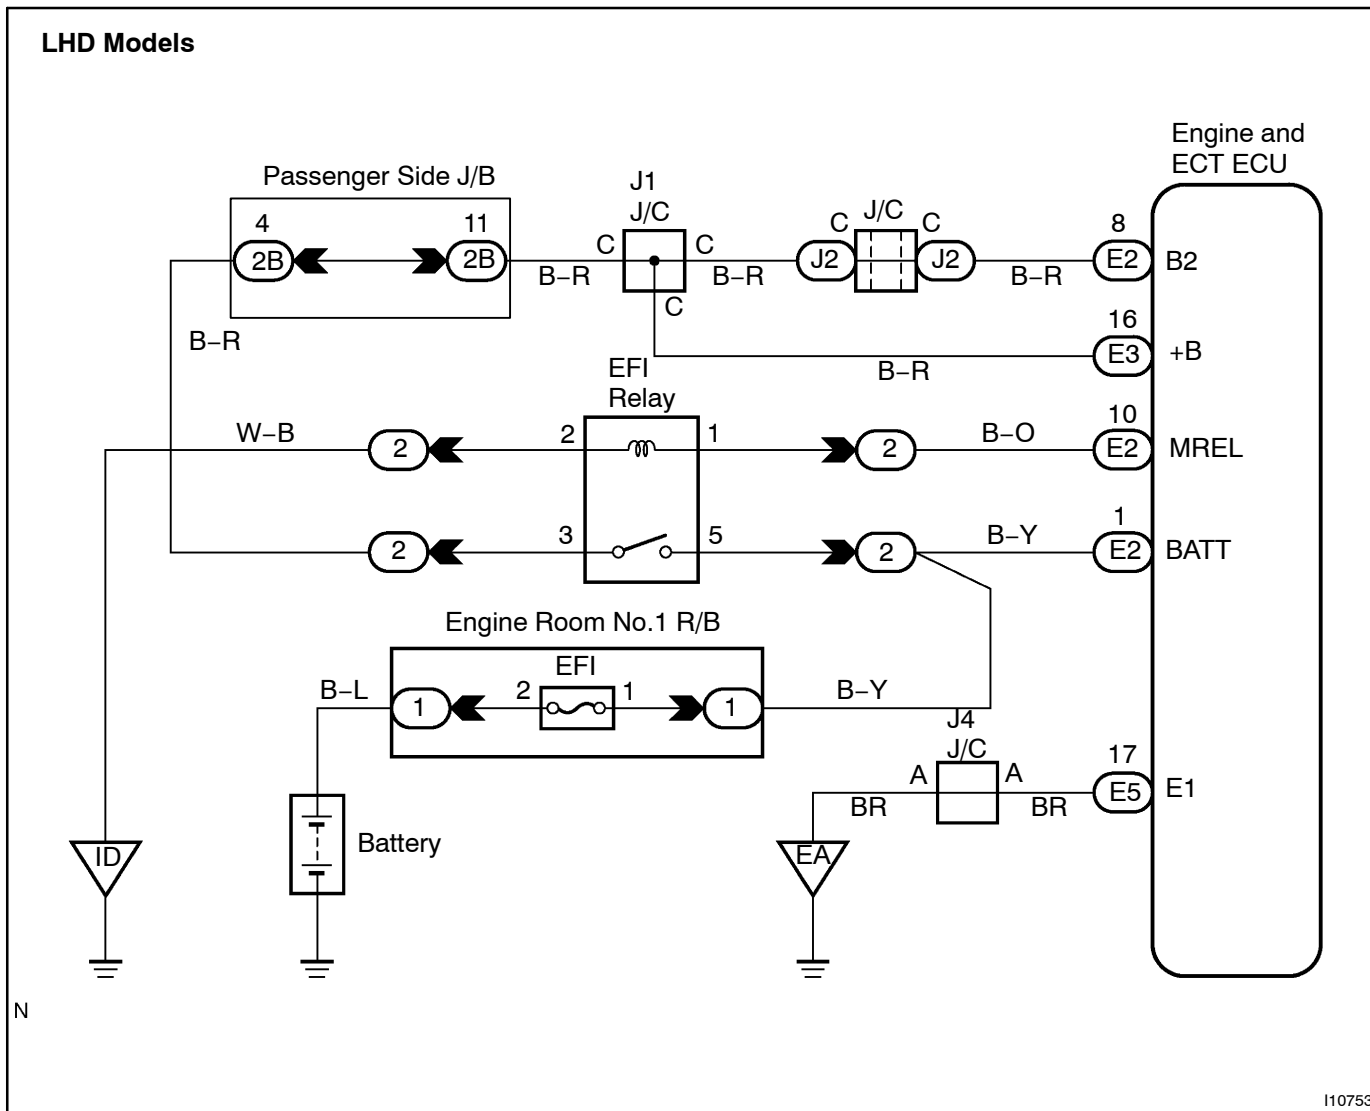 LHD Models
Engine and
ECT ECU
Passenger Side J/B
J1
J/C
J/C
4
11
C
C
C
C
8
2B
2B
J2
J2
E2
B2
B−R
B−R
B−R
C
16
B−R
E3
+B
B−R
EFI
Relay
10
W−B
2
2
1
2
B−O
E2
MREL
1
2
3
5
2
B−Y
E2
BATT
Engine Room No.1 R/B
EFI
B−L
1
2
1
1
B−Y
J4
J/C
17
A
A
BR
BR
E5
E1
Battery
ID
EA
N
I10753